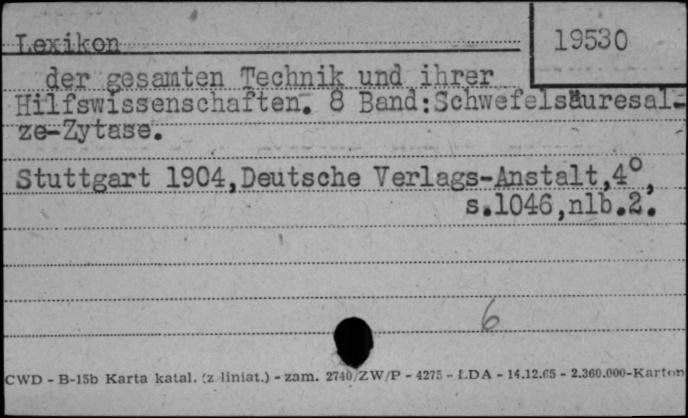 Lexikon
19530
der gesamten Technik und ihrer
Hilfswissenschaften. 8 Band:Schwefelsäuresal-
ze-Zytase.
Stuttgart 1904,Deutsche Verlags-Anstalt,4°,
s.1046,nlb.2.
6
CWD - B-15b Karta katal. (z liniat.) - zam. 2740/ZW/P - 4275 - ŁDA - 14.12.65 - 2.360.000-Karton